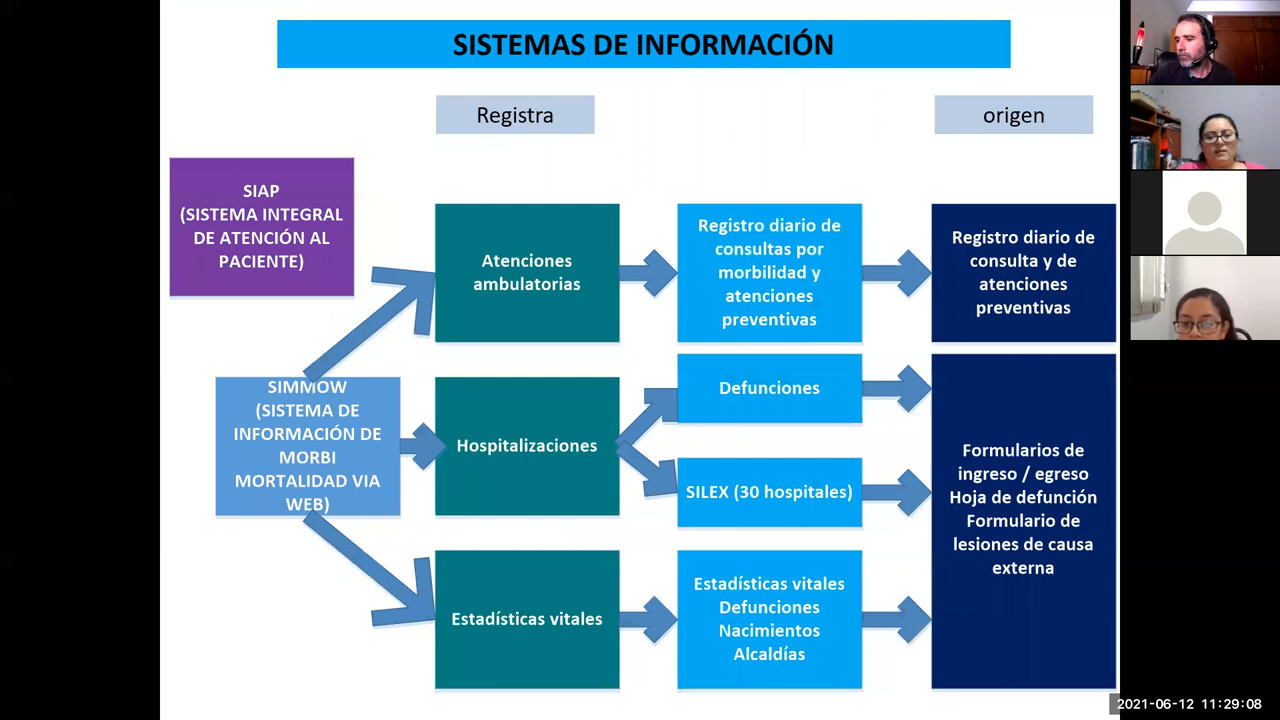 SISTEMAS DE INFORMACIÓN
Registra
origen
SIAP
(SISTEMA INTEGRAL
DE ATENCIÓN AL
PACIENTE)
Atenciones
ambulatorias
Registro diario de
consultas por
morbilidad y
atenciones
preventivas
Registro diario de
consulta y de
atenciones
preventivas
SIMMOW
(SISTEMA DE
INFORMACIÓN DE
MORBI
MORTALIDAD VIA
WEB)
Hospitalizaciones
Defunciones
SILEX (30 hospitales)
Formularios de
ingreso / egreso
Hoja de defunción
Formulario de
lesiones de causa
externa
Estadísticas vitales
Estadísticas vitales
Defunciones
Nacimientos
Alcaldías
2021-06-12 11:29:08